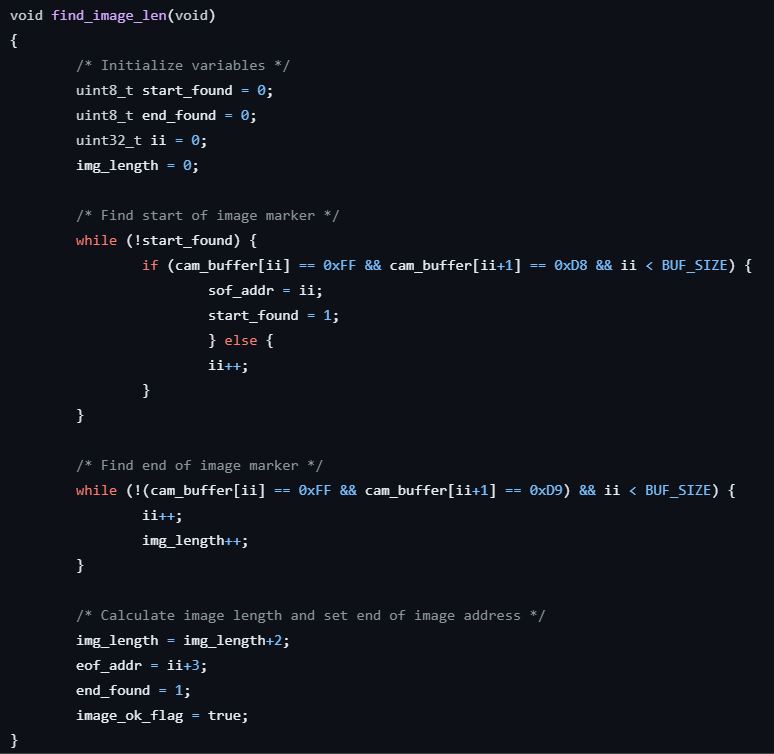 void find_image_len(void)
{
        /* Initialize variables */
        uint8_t start_found = 0;
        uint8_t end_found = 0;
        uint32_t ii = 0;
        img_length = 0;

        /* Find start of image marker */
        while (!start_found) {
                if (cam_buffer[ii] == 0xFF && cam_buffer[ii+1] == 0xD8 && ii < BUF_SIZE) {
                        sof_addr = ii;
                        start_found = 1;
                        } else {
                        ii++;
                }
        }

        /* Find end of image marker */
        while (!(cam_buffer[ii] == 0xFF && cam_buffer[ii+1] == 0xD9) && ii < BUF_SIZE) {
                ii++;
                img_length++;
        }

        /* Calculate image length and set end of image address */
        img_length = img_length+2;
        eof_addr = ii+3;
        end_found = 1;
        image_ok_flag = true;
}